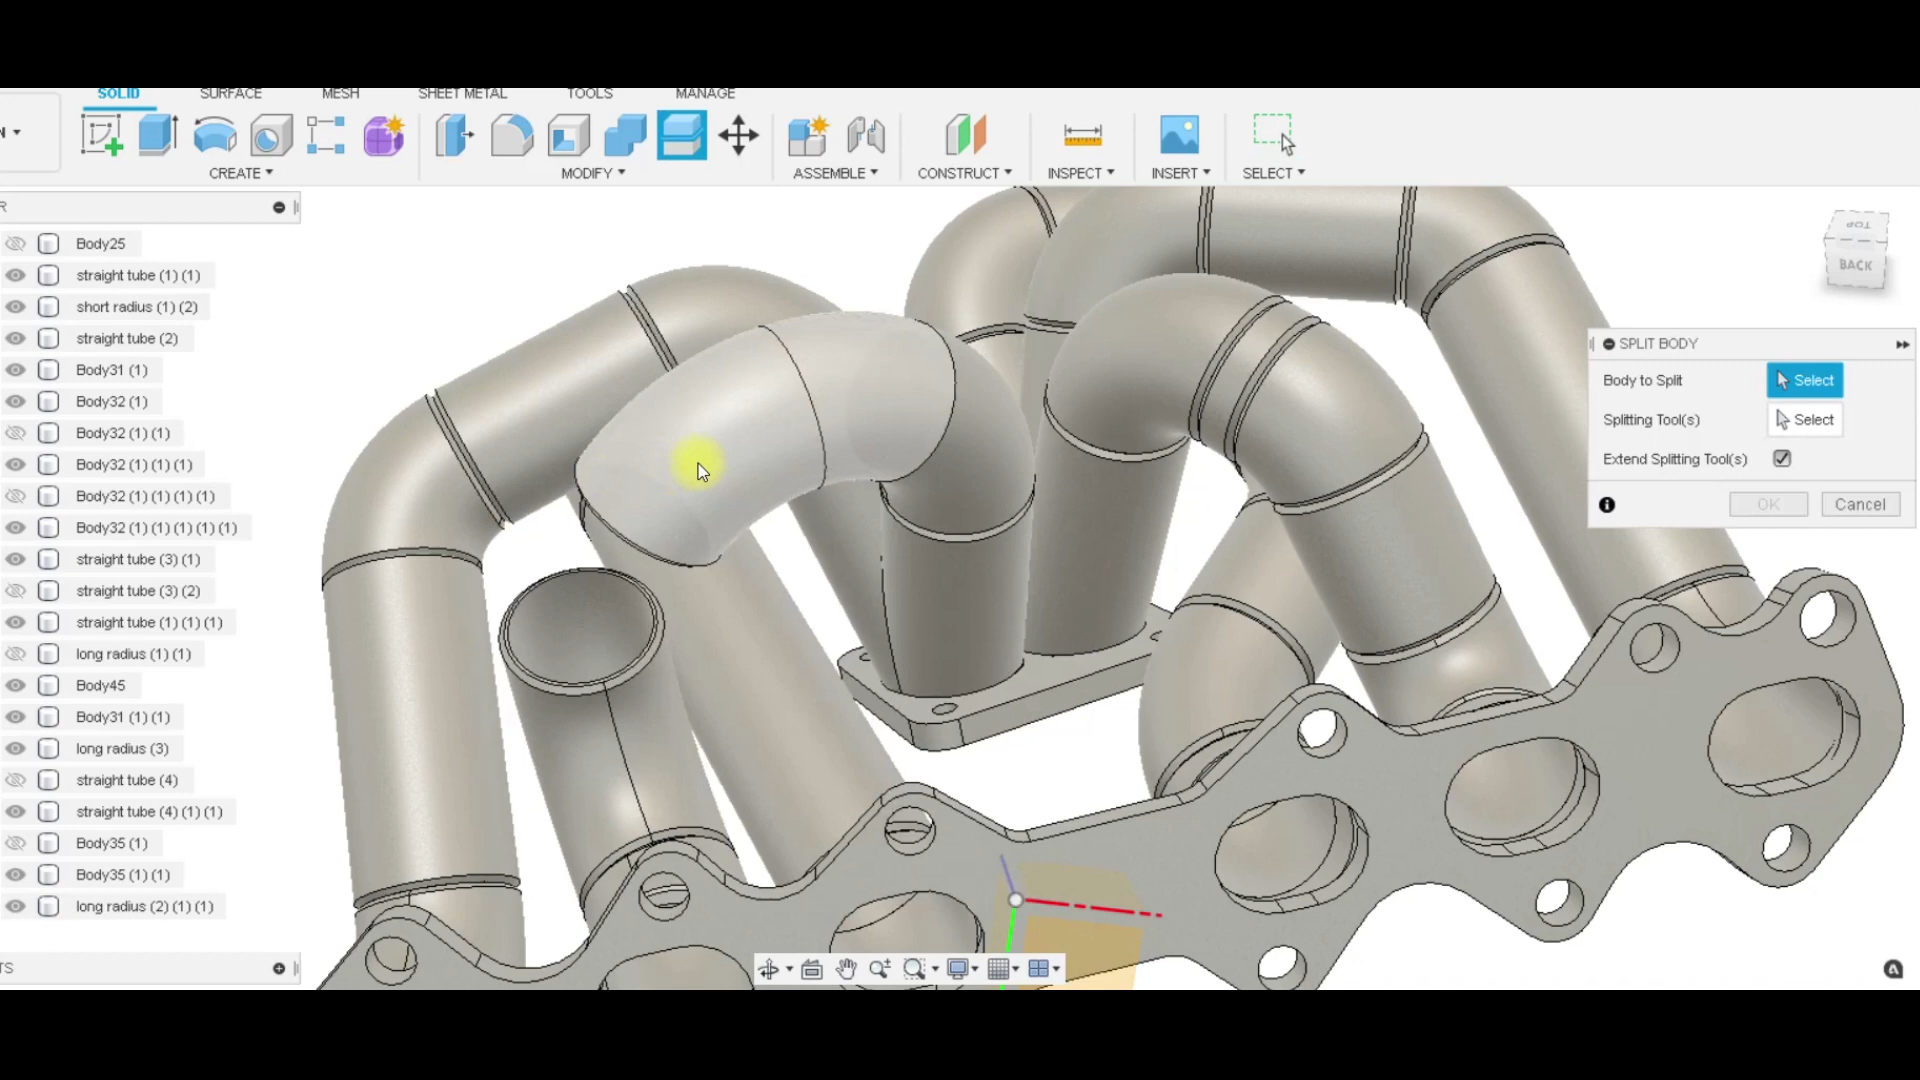 SOLID SURFACE MESH SHEET METAL TOOLS MANAGE
N
CREATE MODIFY ASSEMBLE CONSTRUCT INSPECT INSERT SELECT
R
Body25
straight tube (1) (1)
short radius (1) (2)
straight tube (2)
Body31 (1)
Body32 (1)
Body32 (1) (1)
Body32 (1) (1) (1)
Body32 (1) (1) (1) (1)
Body32 (1) (1) (1) (1) (1)
straight tube (3) (1)
straight tube (3) (2)
straight tube (1) (1) (1)
long radius (1) (1)
Body45
Body31 (1) (1)
long radius (3)
straight tube (4)
straight tube (4) (1) (1)
Body35 (1)
Body35 (1) (1)
long radius (2) (1) (1)
TS
TOP
BACK
SPLIT BODY
Body to Split Select
Splitting Tool(s) Select
Extend Splitting Tool(s)
OK Cancel